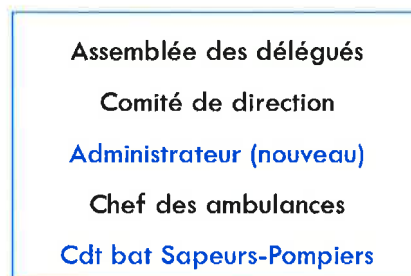 Assemblée des délégués
Comité de direction
Administrateur (nouveau)
Chef des ambulances
Cdt bat Sapeurs-Pompiers